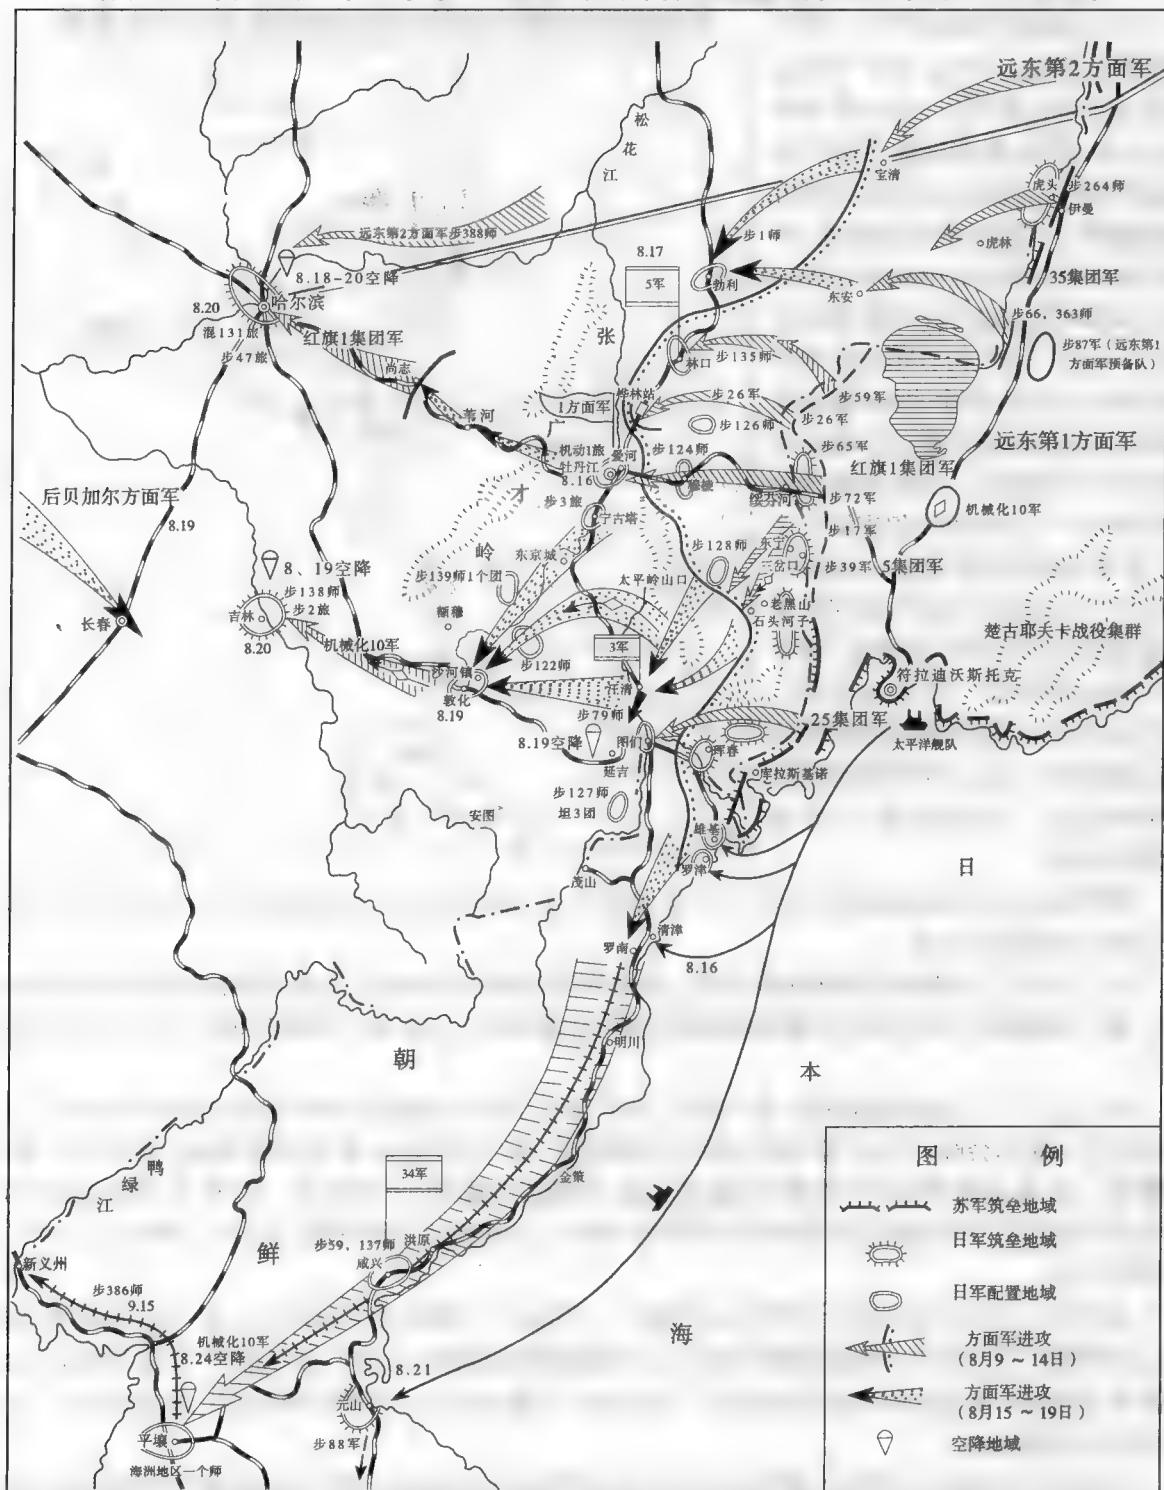 远东第2方面军
松
花
江
宝清
虎头
步264师
伊曼
远东第2方面军步388师
步1师
虎林
8.17
5军
8.18-20空降
勃利
东安
35集团军
哈尔滨
8.20
混131旅
步47旅
红旗1集团军
张
步66，363师
步87军（远东第1
方面军预备队）
林口
步135师
尚志
桦林站
步26军
步59军
1方面军
苇河
步126师
步26军
远东第1方面军
机动1旅
爱河
步124师
步65军
红旗1集团军
牡丹江
8.16
穆棱
绥芬河
步72军
后贝加尔方面军
才
步3旅
宁古塔
机械化10军
8.19
步17军
岭
东京城
步128师
东宁
三岔口
步39军
5集团军
8、19空降
步139师1个团
太平岭山口
步138师
步2旅
额穆
老黑山
石头河子
楚古耶夫卡战役集群
长春
吉林
3军
8.20
机械化10军
沙河镇
步122师
汪清
符拉迪沃斯托克
敦化
8.19
步79师
25集团军
太平洋舰队
8.19空降
图们
珲春
延吉
库拉斯基诺
步127师
坦3团
安图
雄基
罗津
茂山
日
清津
罗南
8.16
明川
朝
本
34军
鸭
绿
江
金策
鲜
步59，137师
洪原
咸兴
新义州
步386师
9.15
机械化10军
8.24空降
海
8.21
元山
平壤
步88军
海洲地区一个师
图 例
苏军筑垒地域
日军筑垒地域
日军配置地域
方面军进攻
（8月9～14日）
方面军进攻
（8月15～19日）
空降地域